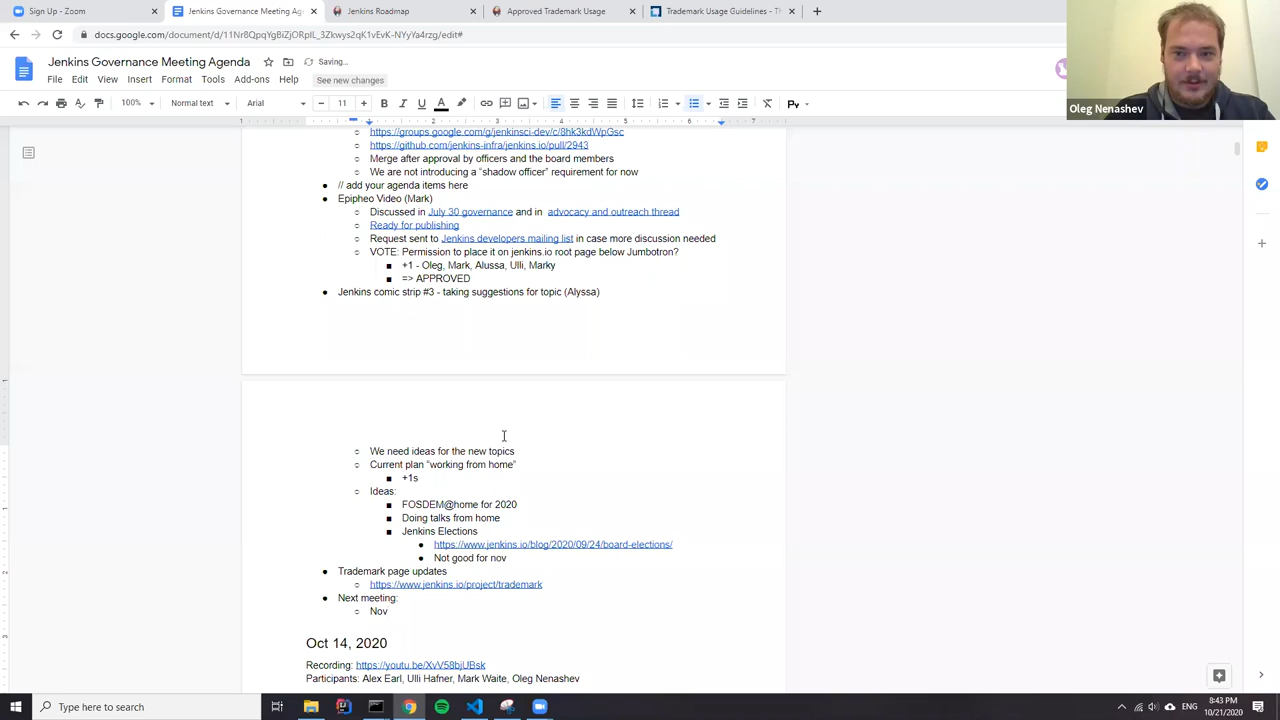 Sign Up - Zoom
Jenkins Governance Meeting Age
Jenkins Roadmap
Approved Trademark Usage
Trademark Usage Guidelines - Th
docs.google.com/document/d/11Nr8QpqYgBiZjORpIL_3Zkwys2qK1vEvK-NYyYa4rzg/edit#
Jenkins Governance Meeting Agenda
Saving...
File Edit View Insert Format Tools Add-ons Help
See new changes
100%
Normal text
Arial
11
Oleg Nenashev
https://groups.google.com/g/jenkinsci-dev/c/8hk3kdWpGsc
https://github.com/jenkins-infra/jenkins.io/pull/2943
Merge after approval by officers and the board members
We are not introducing a “shadow officer” requirement for now
// add your agenda items here
Epipheo Video (Mark)
Discussed in July 30 governance and in advocacy and outreach thread
Ready for publishing
Request sent to Jenkins developers mailing list in case more discussion needed
VOTE: Permission to place it on jenkins.io root page below Jumbotron?
+1 - Oleg, Mark, Alussa, Ulli, Marky
=> APPROVED
Jenkins comic strip #3 - taking suggestions for topic (Alyssa)
We need ideas for the new topics
Current plan “working from home”
+1s
Ideas:
FOSDEM@home for 2020
Doing talks from home
Jenkins Elections
https://www.jenkins.io/blog/2020/09/24/board-elections/
Not good for nov
Trademark page updates
https://www.jenkins.io/project/trademark
Next meeting:
Nov
Oct 14, 2020
Recording: https://youtu.be/XvV58bjUBsk
Participants: Alex Earl, Ulli Hafner, Mark Waite, Oleg Nenashev
Type here to search
ENG
8:43 PM
10/21/2020